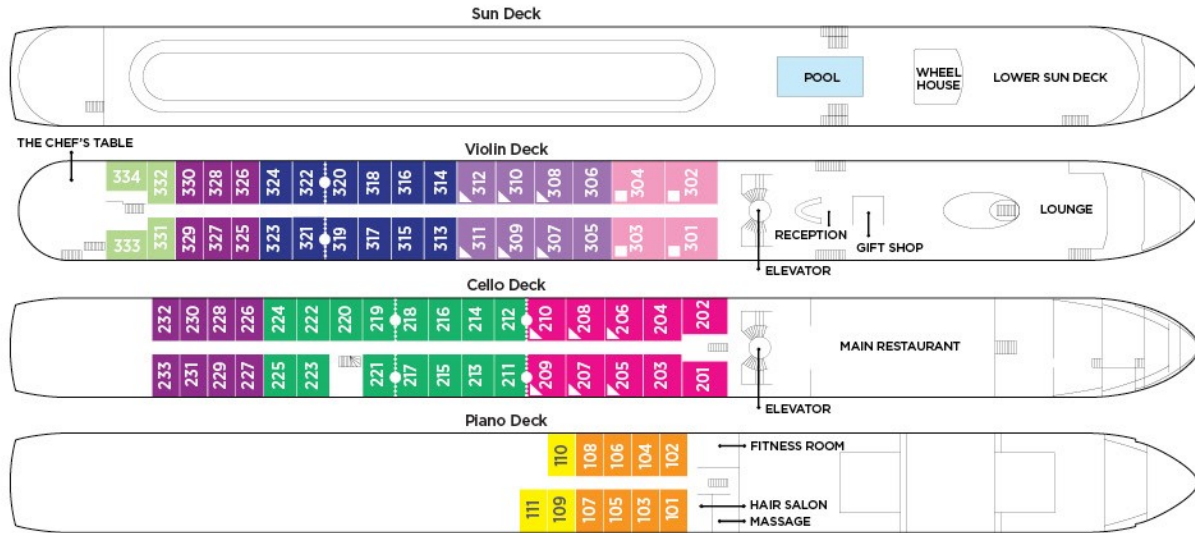 Sun Deck
POOL
WHEEL
HOUSE
LOWER SUN DECK
THE CHEF'S TABLE
Violin Deck
334 332 330 328 326 324 322 320 318 316 314 312 310 308 306 304 302
333 331 329 327 325 323 321 319 317 315 313 311 309 307 305 303 301
RECEPTION
GIFT SHOP
LOUNGE
ELEVATOR
Cello Deck
232 230 228 226 224 222 220 219 218 216 214 212 210 208 206 204 202
233 231 229 227 225 223 221 217 215 213 211 209 207 205 203 201
MAIN RESTAURANT
ELEVATOR
Piano Deck
110 108 106 104 102
111 109 107 105 103 101
FITNESS ROOM
HAIR SALON
MASSAGE